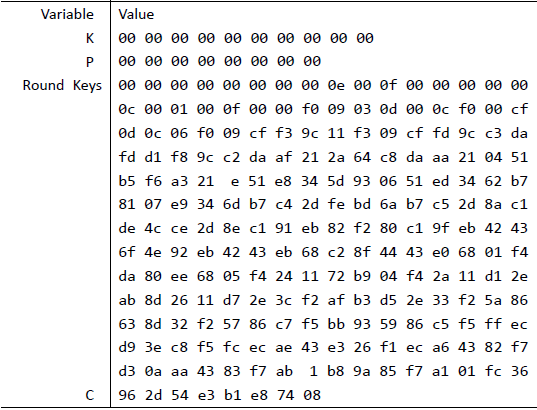 Variable Value
K 00 00 00 00 00 00 00 00 00 00
P 00 00 00 00 00 00 00 00
Round Keys 00 00 00 00 00 00 00 00 0e 00 0f 00 00 00 00 00
0c 00 01 00 0f 00 00 f0 09 03 0d 00 0c f0 00 cf
0d 0c 06 f0 09 cf f3 9c 11 f3 09 cf fd 9c c3 da
fd d1 f8 9c c2 da af 21 2a 64 c8 da aa 21 04 51
b5 f6 a3 21 e 51 e8 34 5d 93 06 51 ed 34 62 b7
81 07 e9 34 6d b7 c4 2d fe bd 6a b7 c5 2d 8a c1
de 4c ce 2d 8e c1 91 eb 82 f2 80 c1 9f eb 42 43
6f 4e 92 eb 42 43 eb 68 c2 8f 44 43 e0 68 01 f4
da 80 ee 68 05 f4 24 11 72 b9 04 f4 2a 11 d1 2e
ab 8d 26 11 d7 2e 3c f2 af b3 d5 2e 33 f2 5a 86
63 8d 32 f2 57 86 c7 f5 bb 93 59 86 c5 f5 ff ec
d9 3e c8 f5 fc ec ae 43 e3 26 f1 ec a6 43 82 f7
d3 0a aa 43 83 f7 ab 1 b8 9a 85 f7 a1 01 fc 36
C 96 2d 54 e3 b1 e8 74 08